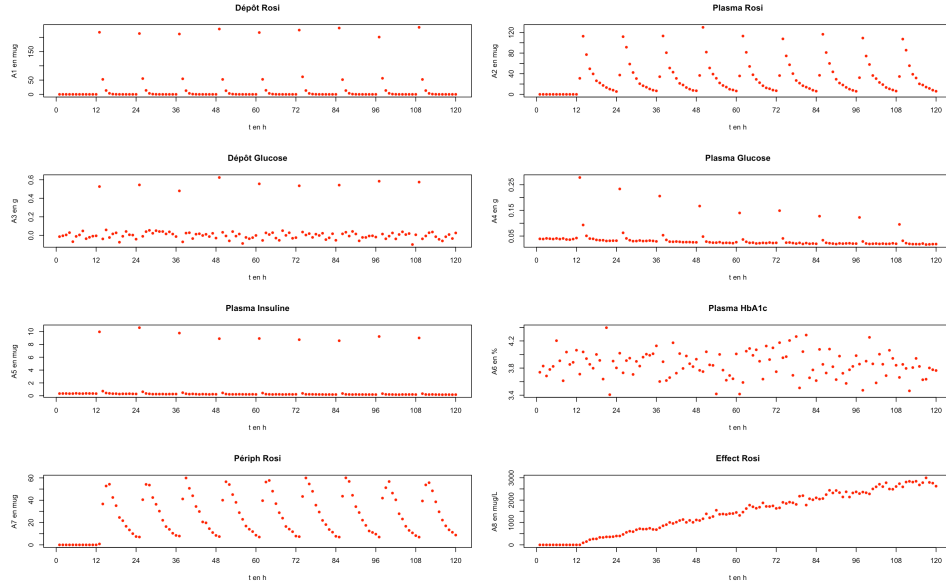 Dépôt Rosi
A1 en mug
0 50 150
0 12 24 36 48 60 72 84 96 108 120
t en h
Plasma Rosi
A2 en mug
0 40 80 120
0 12 24 36 48 60 72 84 96 108 120
t en h
Dépôt Glucose
A3 en g
0.0 0.2 0.4 0.6
0 12 24 36 48 60 72 84 96 108 120
t en h
Plasma Glucose
A4 en g
0.05 0.15 0.25
0 12 24 36 48 60 72 84 96 108 120
t en h
Plasma Insuline
A5 en mug
0 2 4 6 8 10
0 12 24 36 48 60 72 84 96 108 120
t en h
Plasma HbA1c
A6 en %
3.4 3.8 4.2
0 12 24 36 48 60 72 84 96 108 120
t en h
Périph Rosi
A7 en mug
0 20 40 60
0 12 24 36 48 60 72 84 96 108 120
t en h
Effect Rosi
A8 en mug/L
0 1000 2000 3000
0 12 24 36 48 60 72 84 96 108 120
t en h